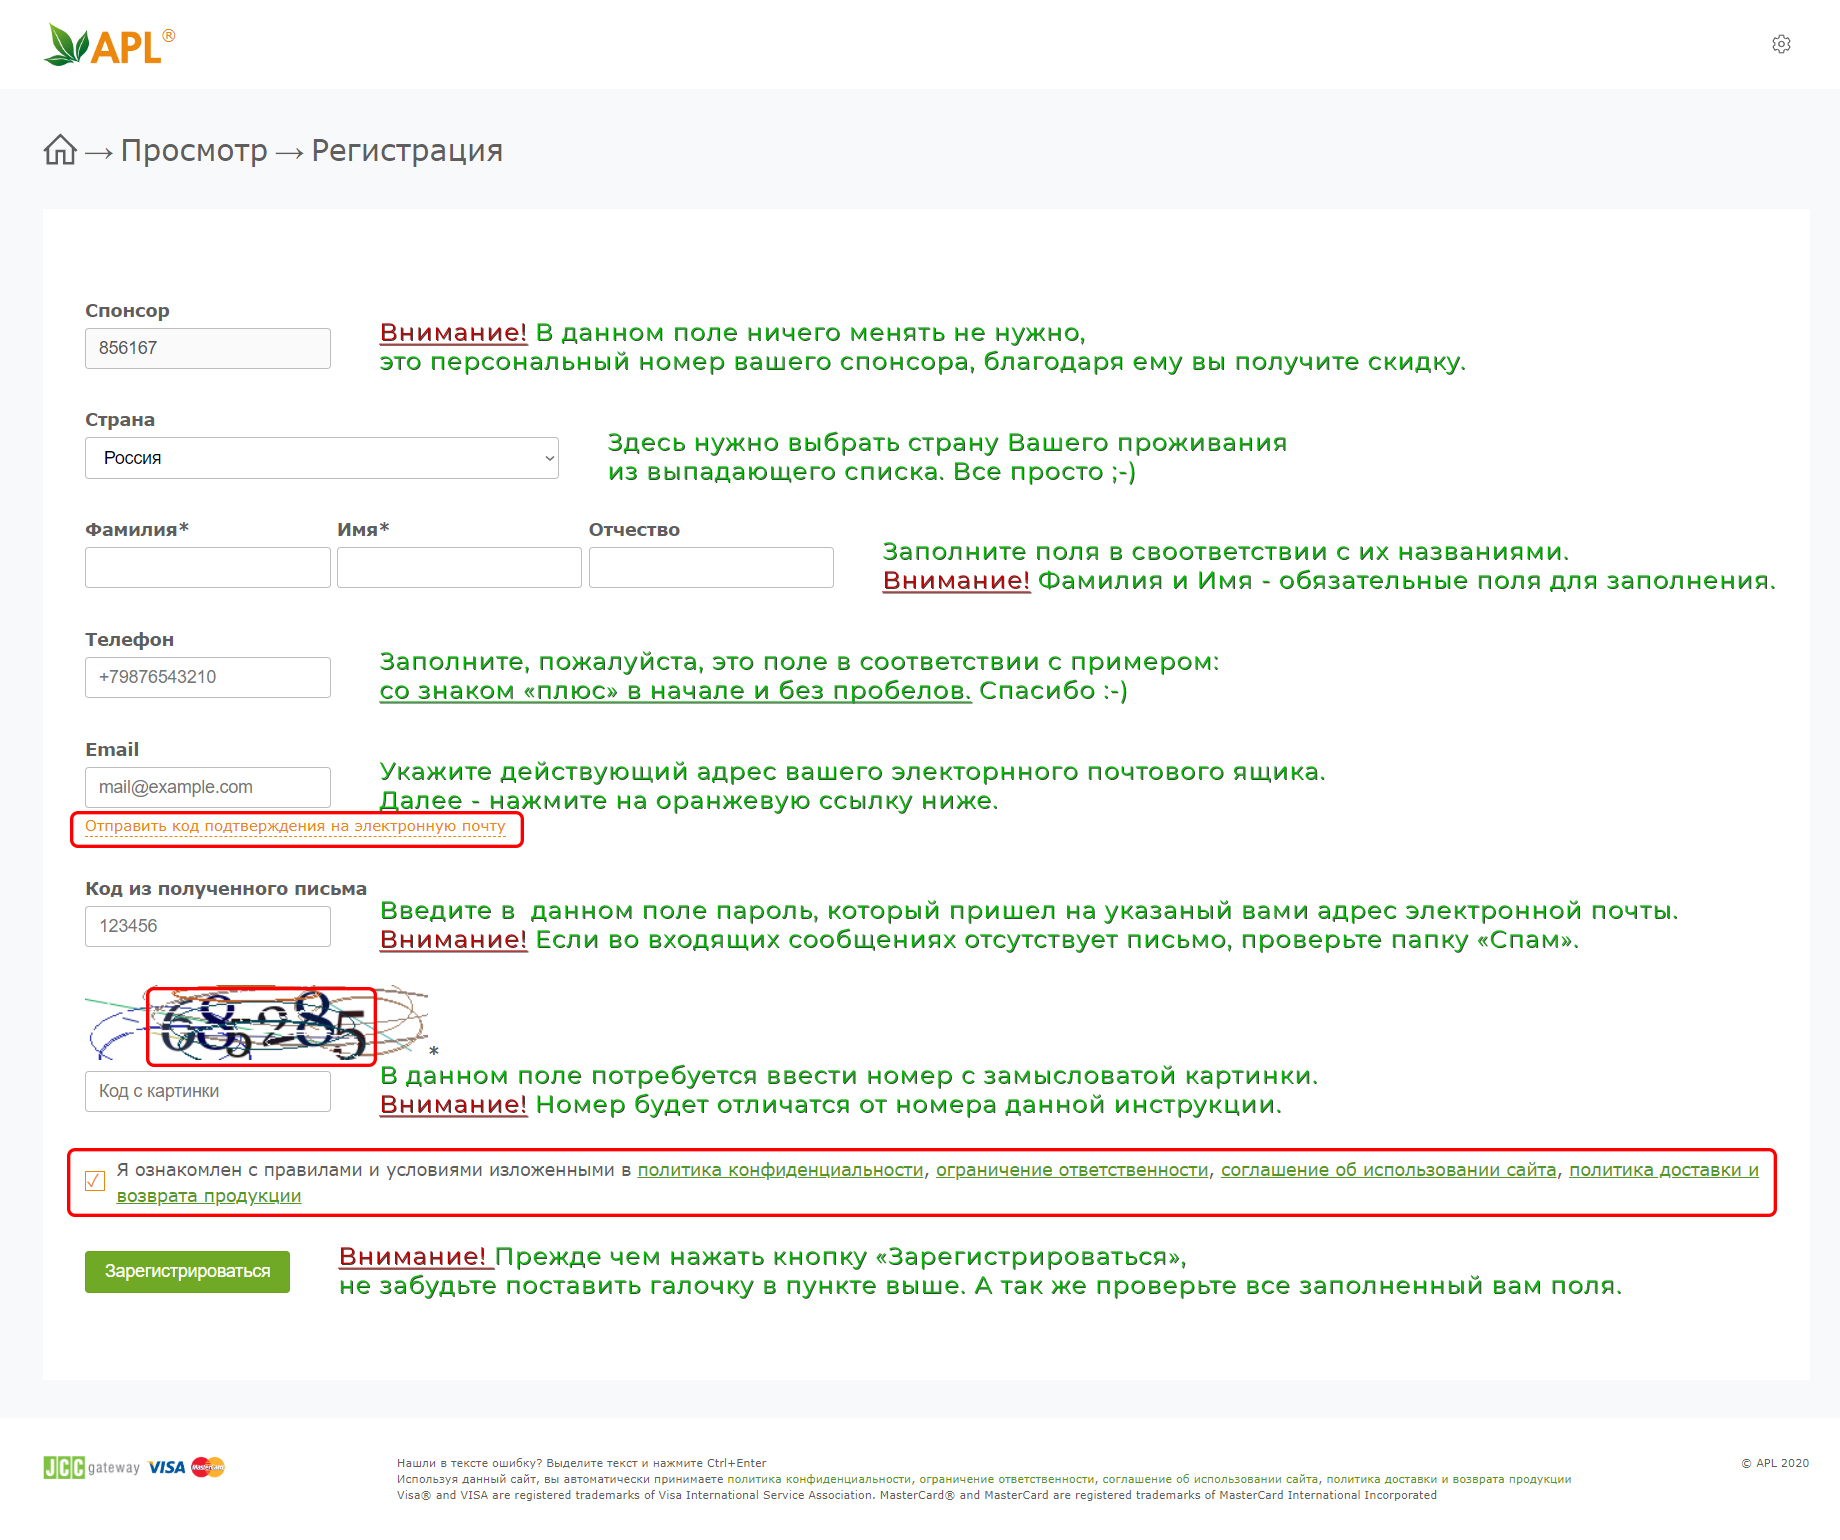 APL®
Просмотр → Регистрация
Спонсор
856167
Внимание! В данном поле ничего менять не нужно,
это персональный номер вашего спонсора, благодаря ему вы получите скидку.
Страна
Россия
Здесь нужно выбрать страну Вашего проживания
из выпадающего списка. Все просто ;-)
Фамилия* Имя* Отчество
Заполните поля в своответствии с их названиями.
Внимание! Фамилия и Имя - обязательные поля для заполнения.
Телефон
+79876543210
Заполните, пожалуйста, это поле в соответствии с примером:
со знаком «плюс» в начале и без пробелов. Спасибо :-)
Email
mail@example.com
Укажите действующий адрес вашего электорнного почтового ящика.
Далее - нажмите на оранжевую ссылку ниже.
Отправить код подтверждения на электронную почту
Код из полученного письма
123456
Введите в  данном поле пароль, который пришел на указаный вами адрес электронной почты.
Внимание! Если во входящих сообщениях отсутствует письмо, проверьте папку «Спам».
685285 *
Код с картинки
В данном поле потребуется ввести номер с замысловатой картинки.
Внимание! Номер будет отличатся от номера данной инструкции.
Я ознакомлен с правилами и условиями изложенными в политика конфиденциальности, ограничение ответственности, соглашение об использовании сайта, политика доставки и
возврата продукции
Зарегистрироваться
Внимание! Прежде чем нажать кнопку «Зарегистрироваться»,
не забудьте поставить галочку в пункте выше. А так же проверьте все заполненный вам поля.
JCC gateway VISA MasterCard
Нашли в тексте ошибку? Выделите текст и нажмите Ctrl+Enter
Используя данный сайт, вы автоматически принимаете политика конфиденциальности, ограничение ответственности, соглашение об использовании сайта, политика доставки и возврата продукции
Visa® and VISA are registered trademarks of Visa International Service Association. MasterCard® and MasterCard are registered trademarks of MasterCard International Incorporated
© APL 2020